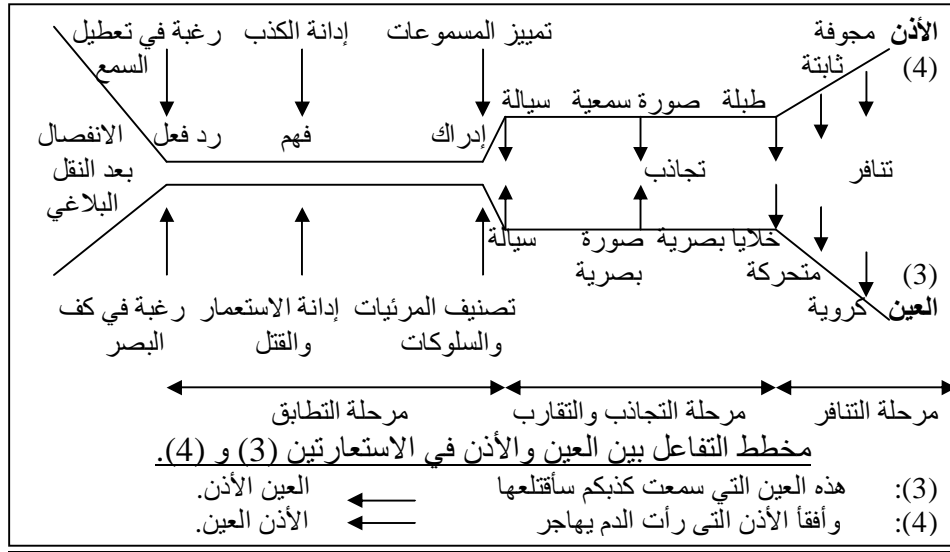 الأذن مجوفة تمييز المسموعات إدانة الكذب رغبة في تعطيل
(4) ثابتة السمع
طبلة صورة سمعية سيالة
إدراك فهم رد فعل الانفصال
تنافر تجاذب بعد النقل
البلاغي
خلايا بصرية صورة سيالة
(3) متحركة بصرية
العين كروية تصنيف المرئيات إدانة الاستعمار رغبة في كف
والسلوكات والقتل البصر
مرحلة التنافر مرحلة التجاذب والتقارب مرحلة التطابق
مخطط التفاعل بين العين والأذن في الاستعارتين (3) و (4).
(3): هذه العين التي سمعت كذبكم سأقتلعها العين الأذن.
(4): وأفقأ الأذن التى رأت الدم يهاجر الأذن العين.